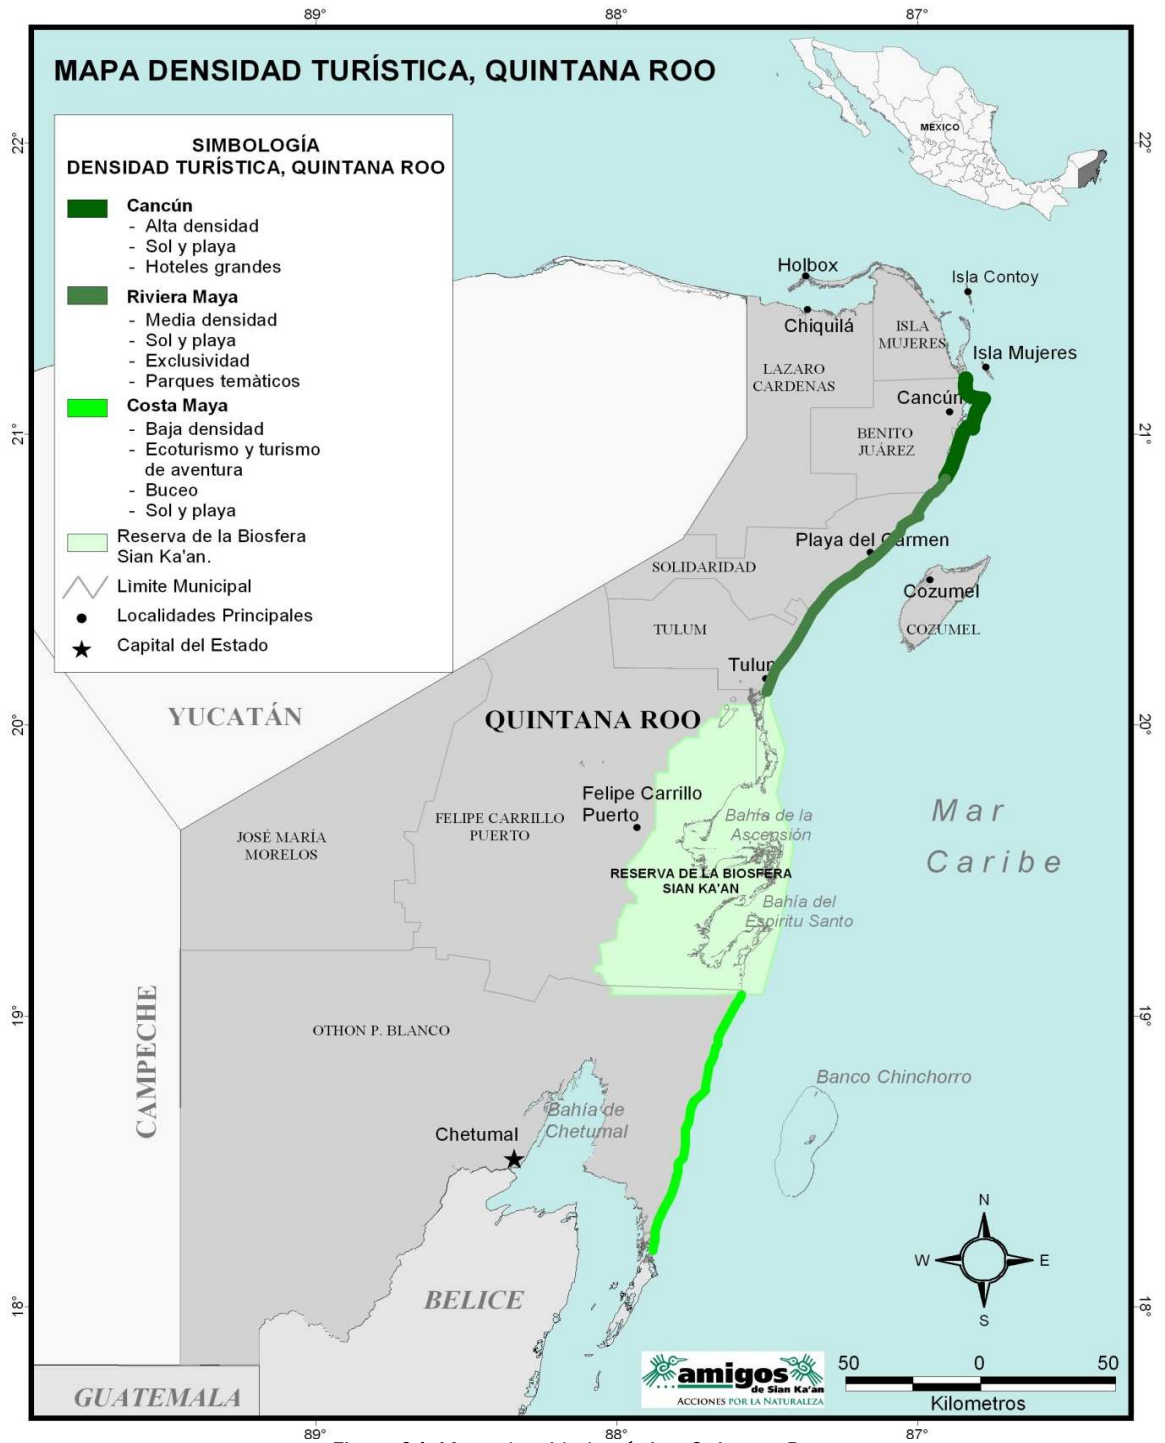 89°
88°
87°
MAPA DENSIDAD TURÍSTICA, QUINTANA ROO
SIMBOLOGÍA
DENSIDAD TURÍSTICA, QUINTANA ROO
Cancún
- Alta densidad
- Sol y playa
- Hoteles grandes
Riviera Maya
- Media densidad
- Sol y playa
- Exclusividad
- Parques temàticos
Costa Maya
- Baja densidad
- Ecoturismo y turismo
de aventura
- Buceo
- Sol y playa
Reserva de la Biosfera
Sian Ka'an.
Lìmite Municipal
Localidades Principales
Capital del Estado
MÉXICO
22°
22°
Holbox
Isla Contoy
Chiquilá
ISLA
MUJERES
Isla Mujeres
LAZARO
CARDENAS
Cancún
21°
21°
BENITO
JUÁREZ
Playa del Carmen
SOLIDARIDAD
Cozumel
COZUMEL
TULUM
Tulum
YUCATÁN
QUINTANA ROO
20°
20°
Felipe Carrillo
Puerto
FELIPE CARRILLO
PUERTO
JOSÉ MARÍA
MORELOS
Bahía de la
Ascensión
Mar
Caribe
RESERVA DE LA BIOSFERA
SIAN KA'AN
Bahía del
Espiritu Santo
19°
19°
CAMPECHE
OTHON P. BLANCO
Banco Chinchorro
Bahía de
Chetumal
Chetumal
N
W
E
S
BELICE
18°
18°
GUATEMALA
amigos
de Sian Ka'an
ACCIONES POR LA NATURALEZA
50
0
50
Kilometros
89°
88°
87°